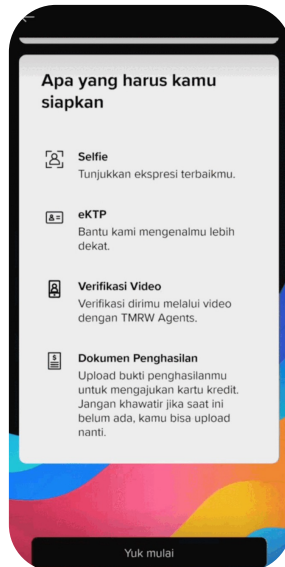 Apa yang harus kamu
siapkan
Selfie
Tunjukkan ekspresi terbaikmu.
eKTP
Bantu kami mengenalmu lebih
dekat.
Verifikasi Video
Verifikasi dirimu melalui video
dengan TMRW Agents.
Dokumen Penghasilan
Upload bukti penghasilanmu
untuk mengajukan kartu kredit.
Jangan khawatir jika saat ini
belum ada, kamu bisa upload
nanti.
Yuk mulai